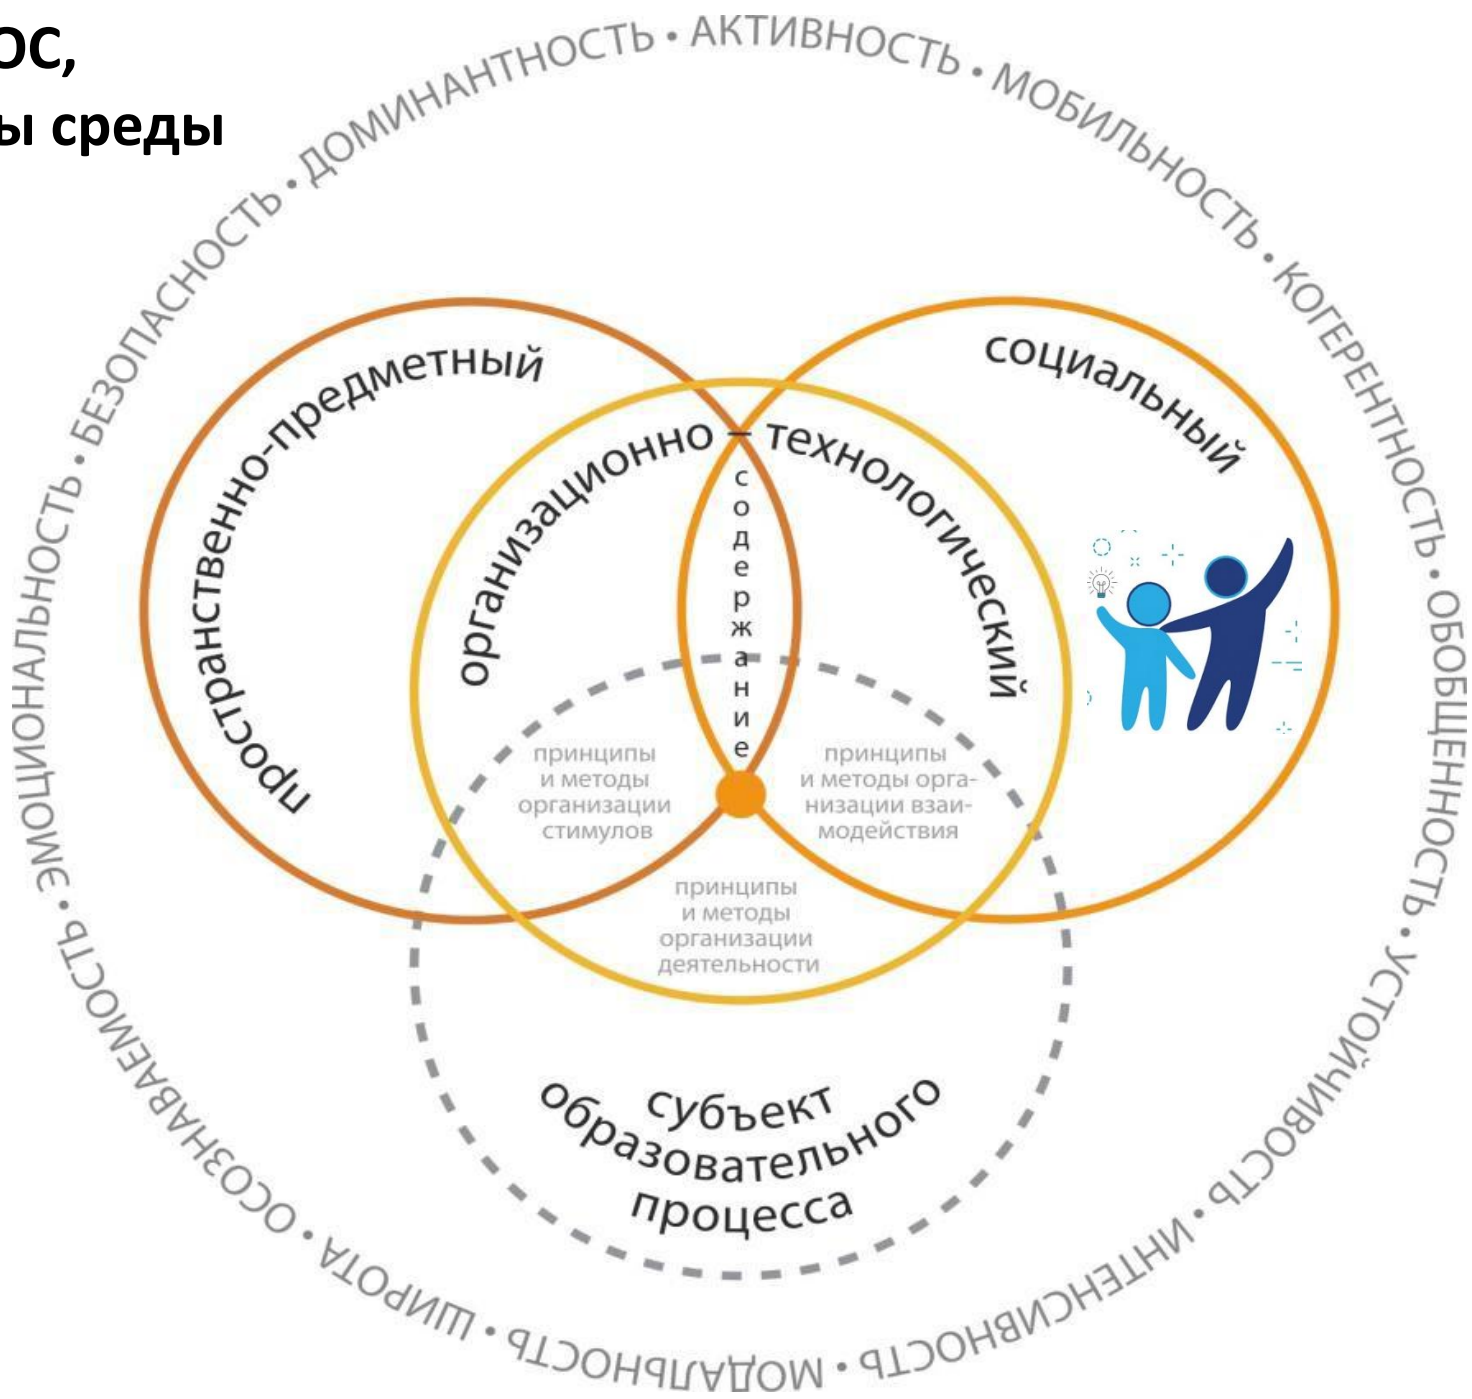 ОС,
ы среды
БЕЗОПАСНОСТЬ • ДОМИНАНТНОСТЬ • АКТИВНОСТЬ • МОБИЛЬНОСТЬ • КОГЕРЕНТНОСТЬ • ОБОБЩЕННОСТЬ • УСТОЙЧИВОСТЬ • ИНТЕНСИВНОСТЬ • МОДАЛЬНОСТЬ • ШИРОТА • ОСОЗНАВАЕМОСТЬ • ЭМОЦИОНАЛЬНОСТЬ •
пространственно-предметный
социальный
организационно – технологический
содержание
принципы
и методы
организации
стимулов
принципы
и методы орга-
низации взаи-
модействия
принципы
и методы
организации
деятельности
субъект
образовательного
процесса